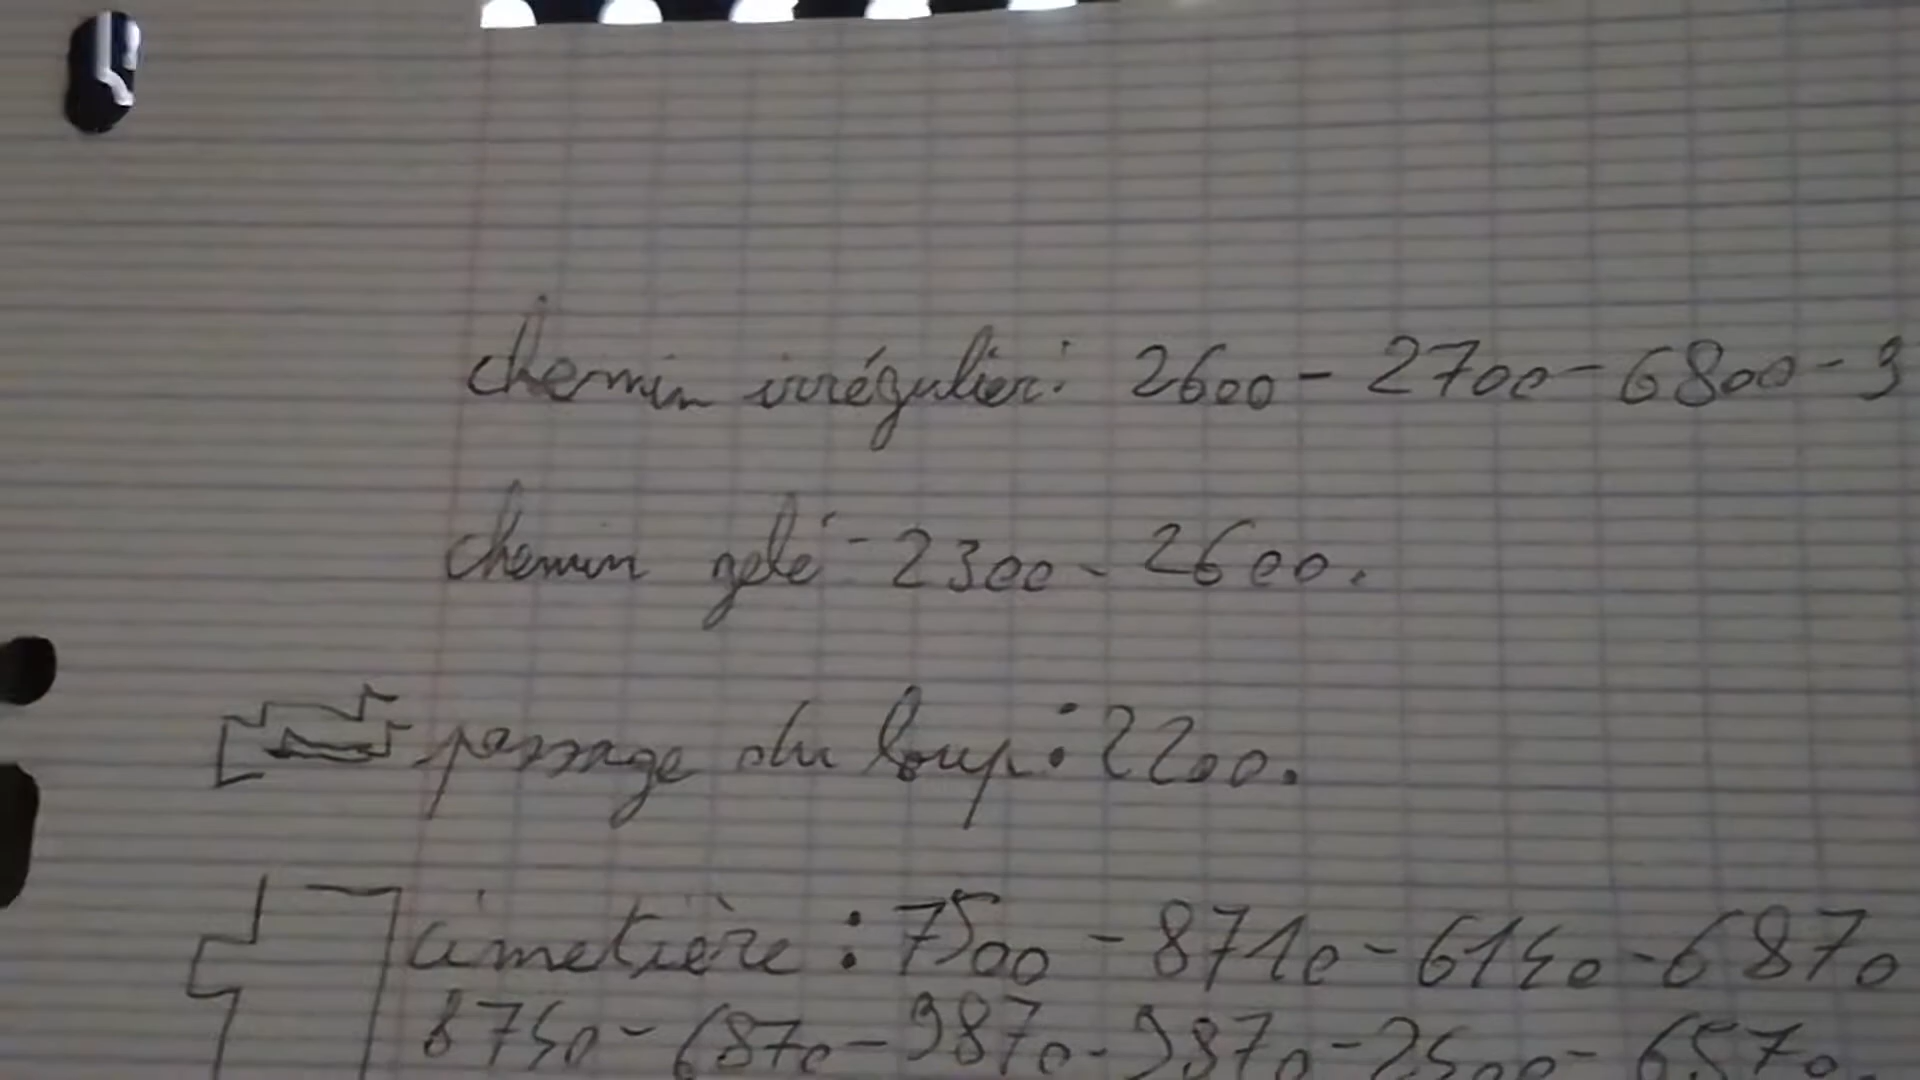 chemin irrégulier: 2600 - 2700 - 6800 - 9
chemin gelé - 2300 - 2600.
passage du loup: 2200.
cimetière: 7500 - 8710 - 6140 - 6870
8750 - 6870 - 9870 - 9870 - 2500 - 6570.